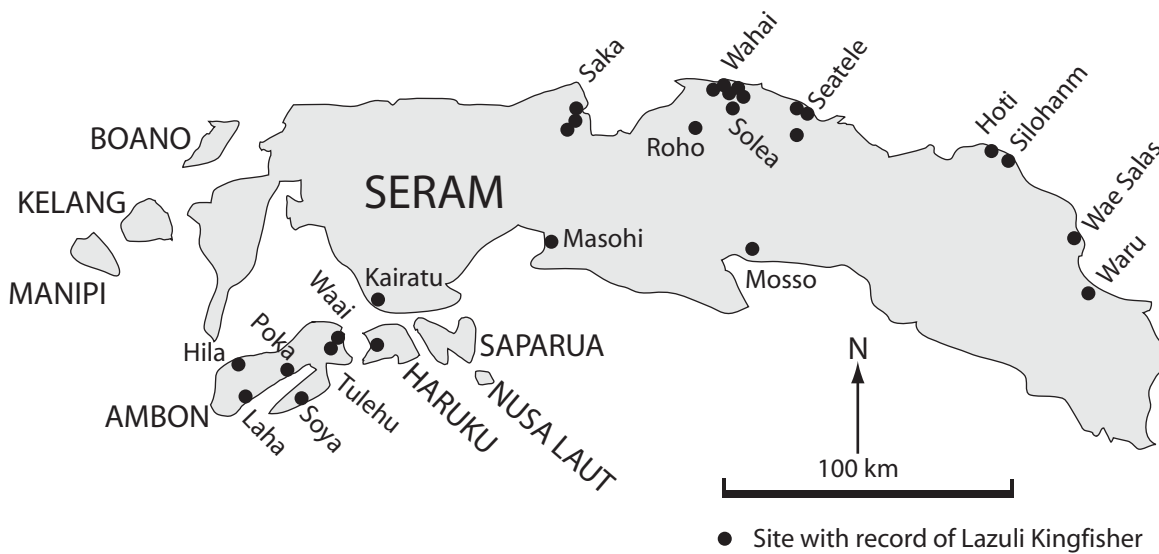 Saka
Wahai
Seatele
Hoti
Silohanm
Wae Salas
Waru
BOANO
KELANG
MANIPI
SERAM
Roho
Solea
Masohi
Mosso
Kairatu
Waai
Poka
Hila
AMBON
Laha
Soya
Tulehu
HARUKU
SAPARUA
NUSA LAUT
N
100 km
Site with record of Lazuli Kingfisher